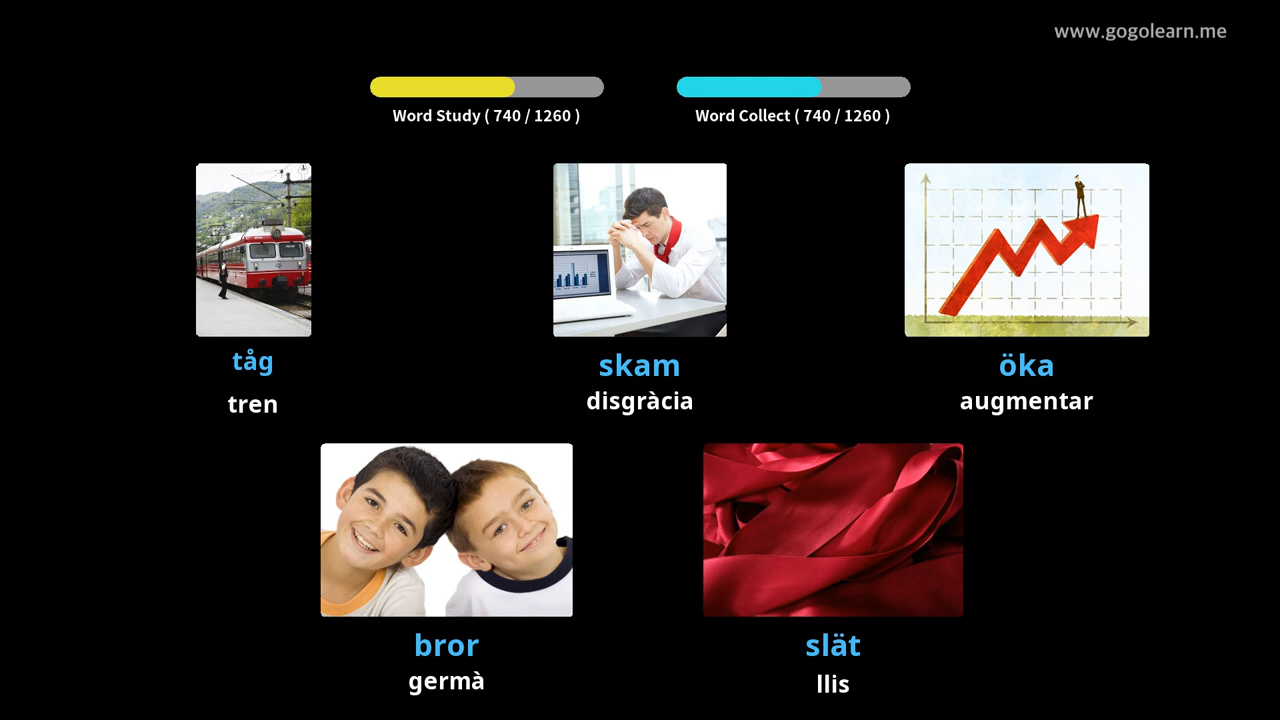 www.gogolearn.me
Word Study ( 740 / 1260 )
Word Collect ( 740 / 1260 )
tåg
tren
skam
disgràcia
öka
augmentar
bror
germà
slät
llis